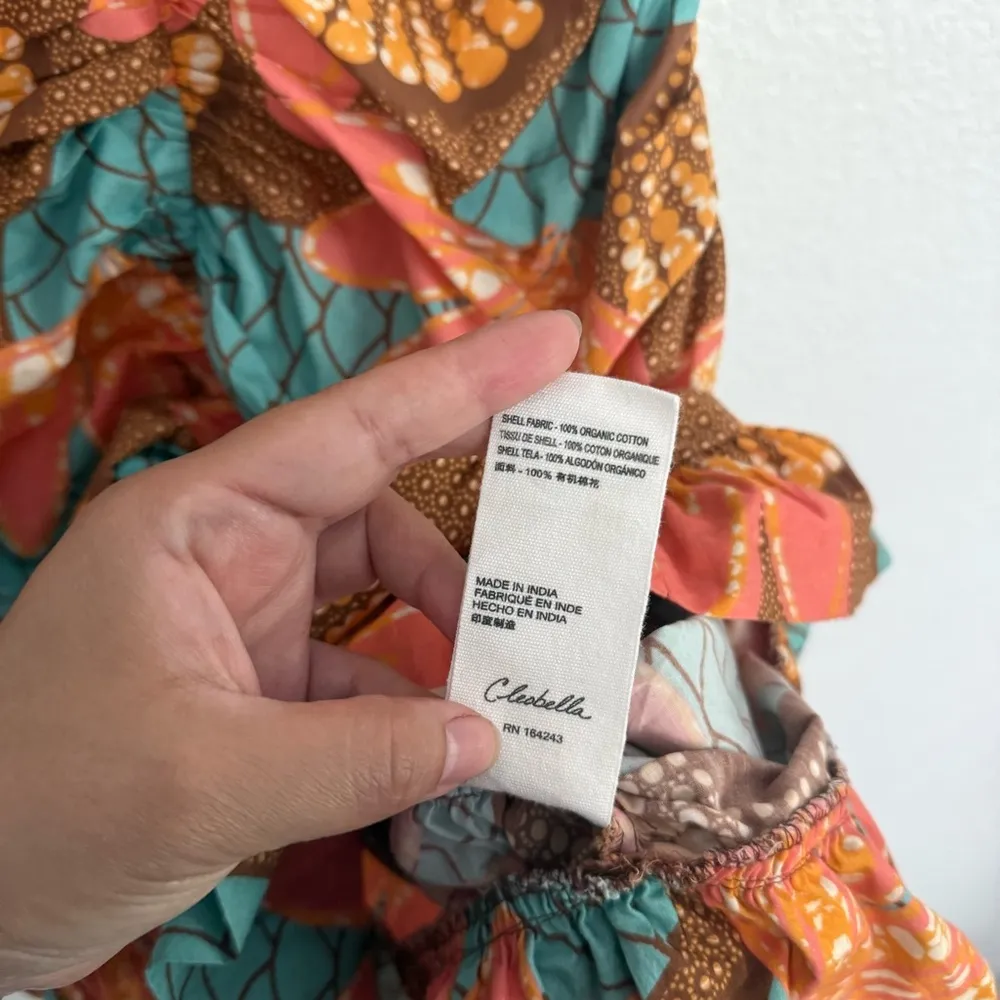 SHELL FABRIC - 100% ORGANIC COTTON
TISSU DE SHELL - 100% COTON ORGANIQUE
SHELL TELA - 100% ALGODÓN ORGÁNICO
面料 - 100% 有机棉花
MADE IN INDIA
FABRIQUÉ EN INDE
HECHO EN INDIA
印度制造
Cleobella
RN 164243